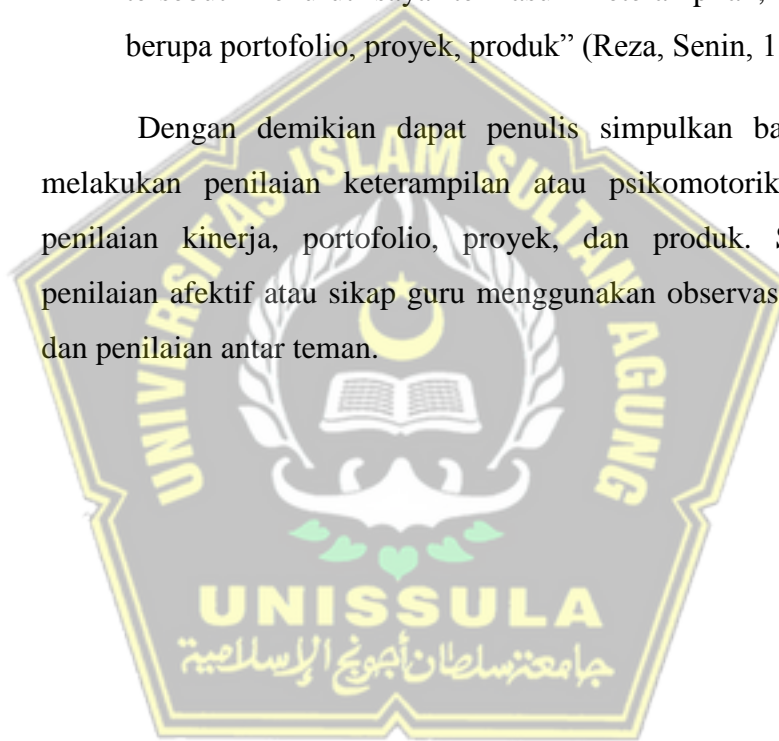 berupa portofolio, proyek, produk” (Reza, Senin, 1
Dengan demikian dapat penulis simpulkan ba
melakukan penilaian keterampilan atau psikomotorik
penilaian kinerja, portofolio, proyek, dan produk. S
penilaian afektif atau sikap guru menggunakan observas
dan penilaian antar teman.
UNIVERSITAS ISLAM SULTAN AGUNG
UNISSULA
جامعة سلطان أجونج الإسلامية